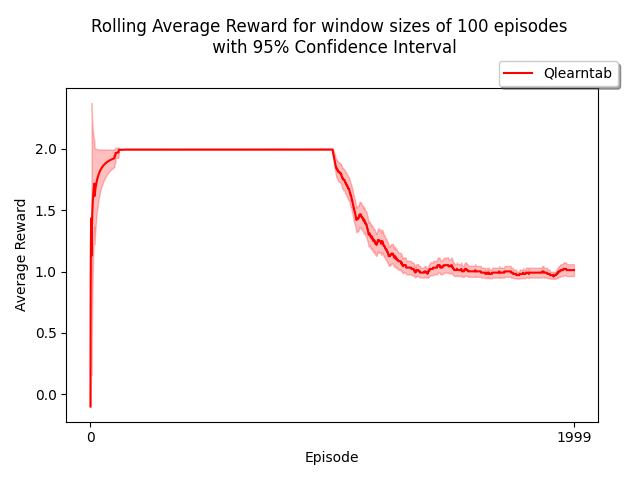 Rolling Average Reward for window sizes of 100 episodes
with 95% Confidence Interval
Qlearntab
2.0
1.5
1.0
0.5
0.0
Average Reward
0
1999
Episode